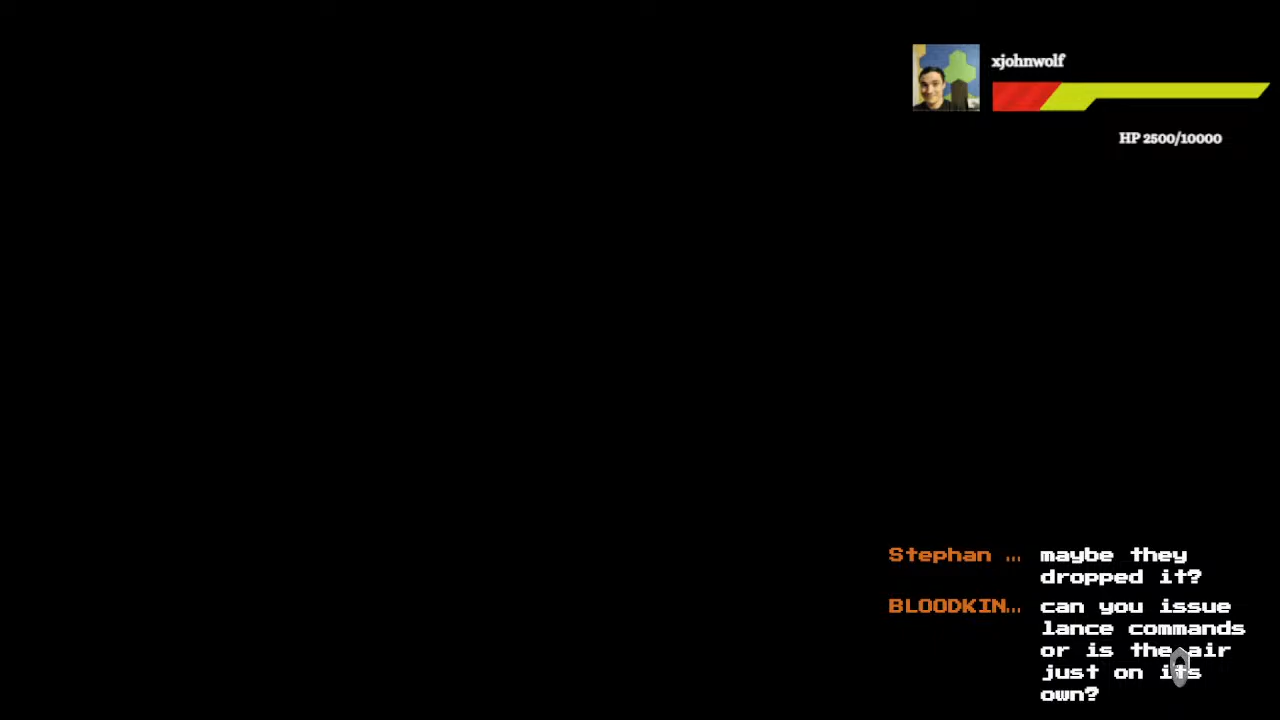 xjohnwolf
HP 2500/10000
Stephan ... maybe they
dropped it?
BLOODKIN... can you issue
lance commands
or is the air
just on its
own?